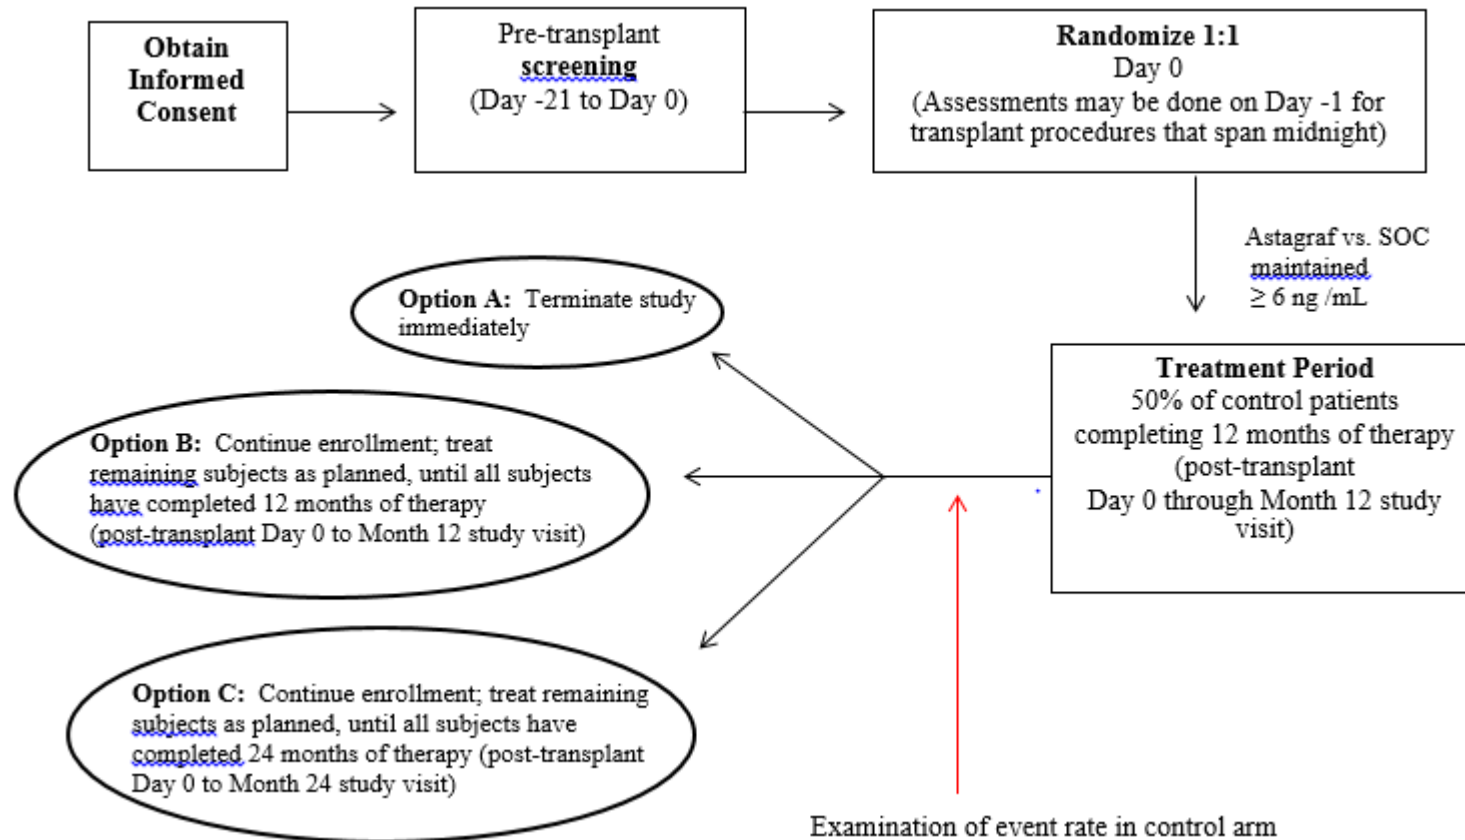 Obtain
Informed
Consent
Pre-transplant
screening
(Day -21 to Day 0)
Randomize 1:1
Day 0
(Assessments may be done on Day -1 for
transplant procedures that span midnight)
Astagraf vs. SOC
maintained
≥ 6 ng /mL
Treatment Period
50% of control patients
completing 12 months of therapy
(post-transplant
Day 0 through Month 12 study
visit)
Option A: Terminate study
immediately
Option B: Continue enrollment; treat
remaining subjects as planned, until all subjects
have completed 12 months of therapy
(post-transplant Day 0 to Month 12 study visit)
Option C: Continue enrollment; treat remaining
subjects as planned, until all subjects have
completed 24 months of therapy (post-transplant
Day 0 to Month 24 study visit)
Examination of event rate in control arm